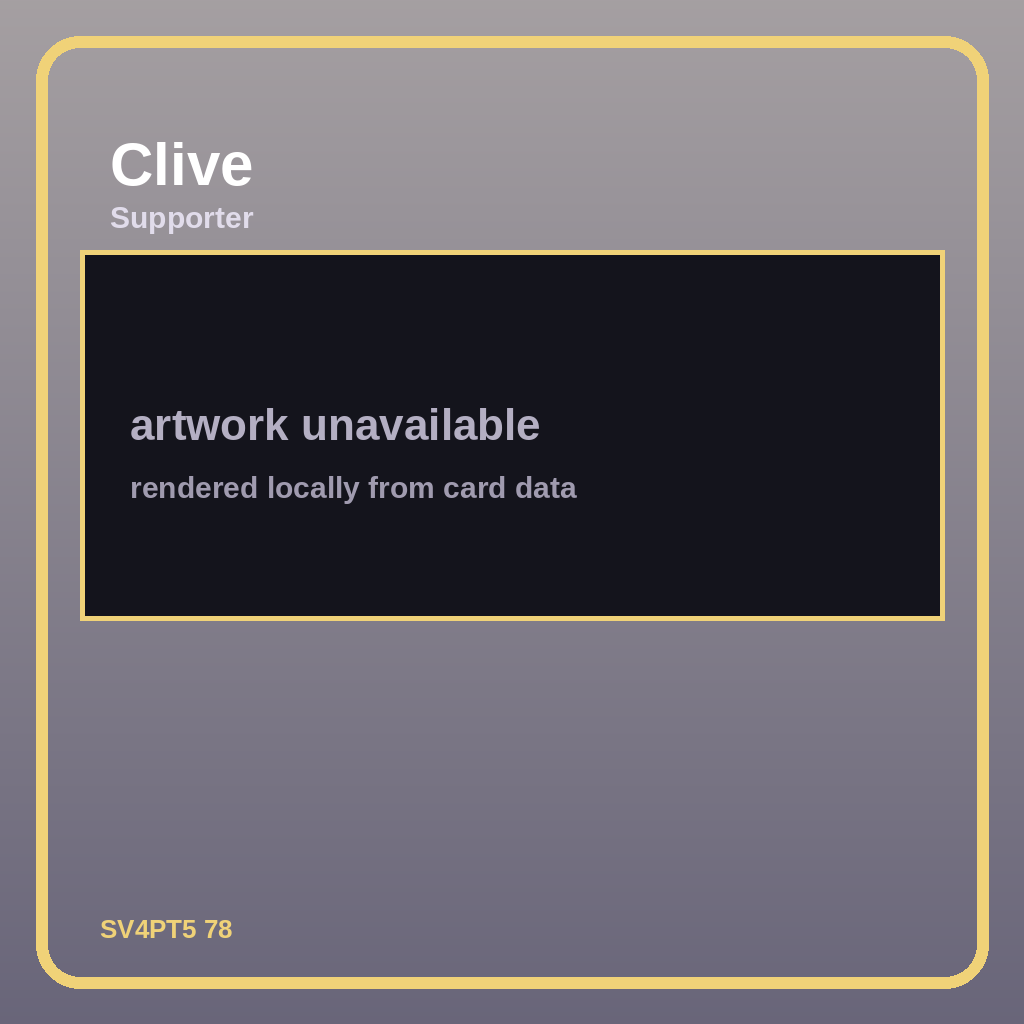 Clive
Supporter
artwork unavailable
rendered locally from card data
SV4PT5 78